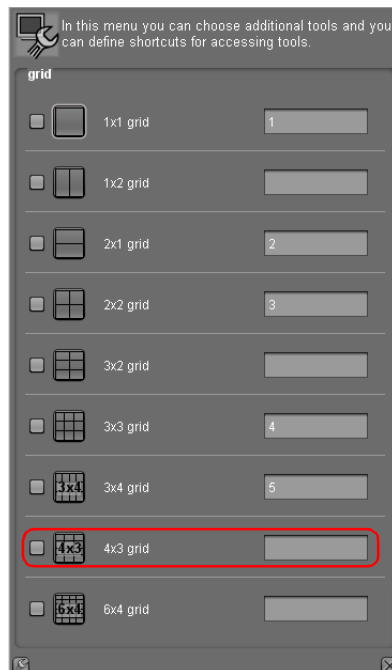 In this menu you can choose additional tools and you
can define shortcuts for accessing tools.
grid
1x1 grid 1
1x2 grid
2x1 grid 2
2x2 grid 3
3x2 grid
3x3 grid 4
3x4 3x4 grid 5
4x3 4x3 grid
6x4 6x4 grid